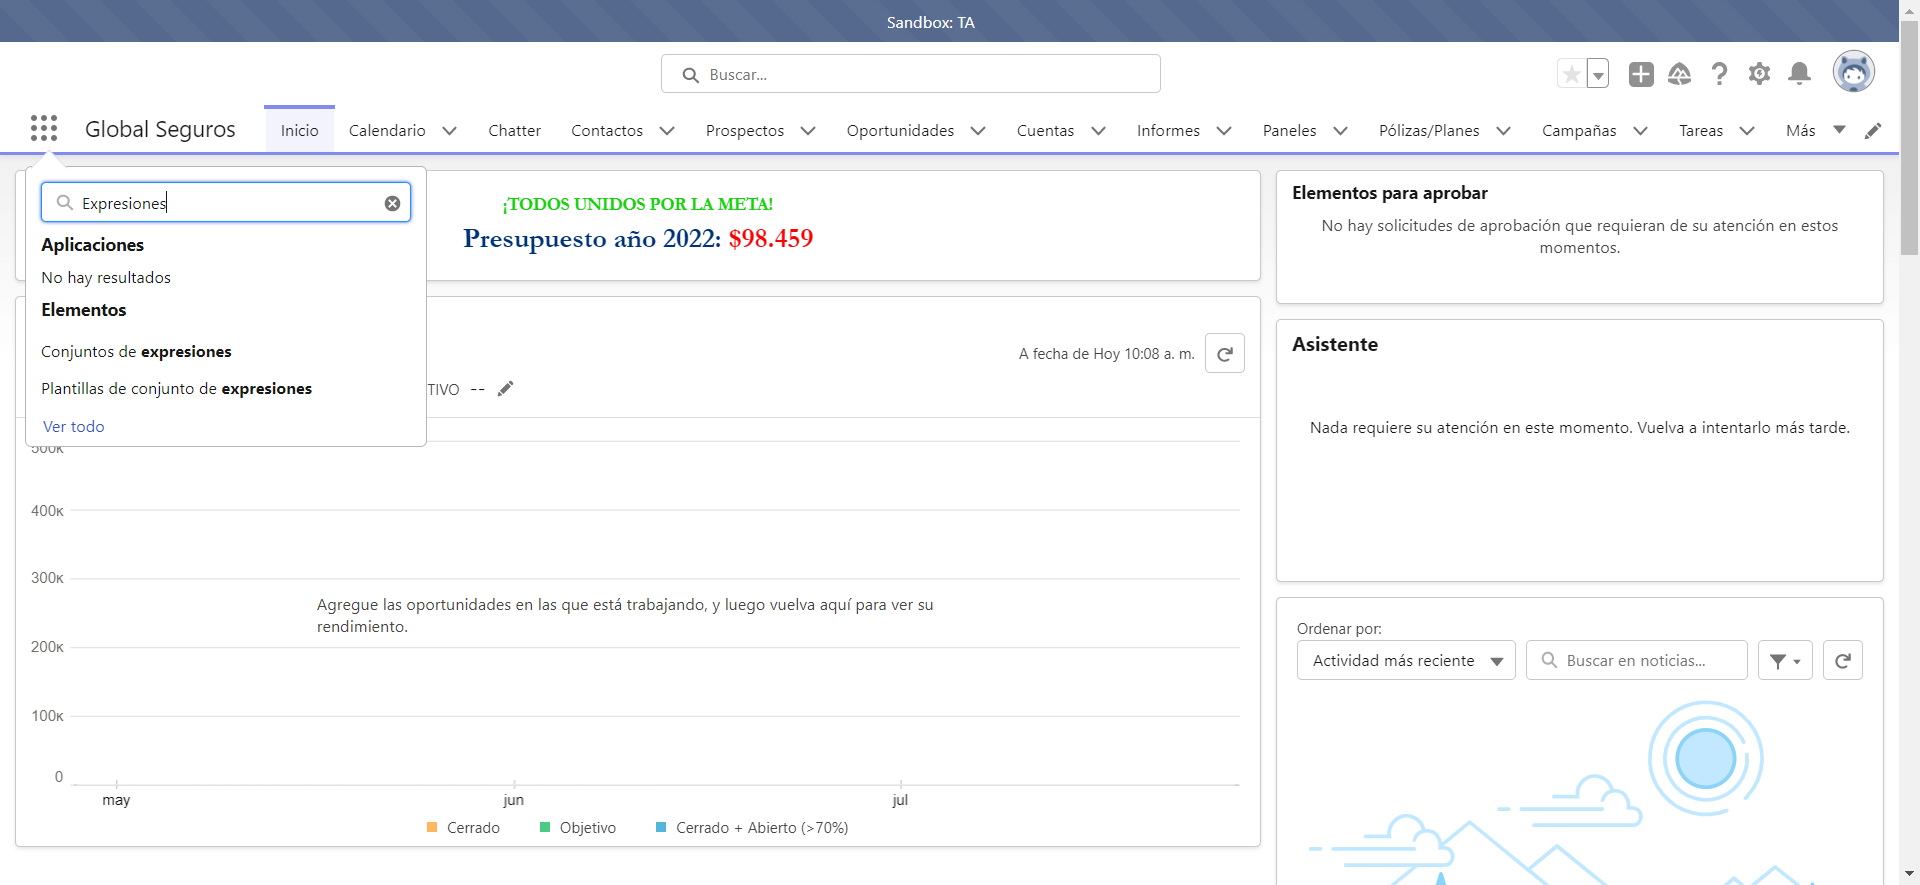 Sandbox: TA
Buscar...
Global Seguros
Inicio
Calendario
Chatter
Contactos
Prospectos
Oportunidades
Cuentas
Informes
Paneles
Pólizas/Planes
Campañas
Tareas
Más
Expresiones
Aplicaciones
No hay resultados
Elementos
Conjuntos de expresiones
Plantillas de conjunto de expresiones
Ver todo
¡TODOS UNIDOS POR LA META!
Presupuesto año 2022: $98.459
A fecha de Hoy 10:08 a. m.
TIVO --
500K
400K
300K
200K
100K
0
Agregue las oportunidades en las que está trabajando, y luego vuelva aquí para ver su
rendimiento.
may
jun
jul
Cerrado
Objetivo
Cerrado + Abierto (>70%)
Elementos para aprobar
No hay solicitudes de aprobación que requieran de su atención en estos
momentos.
Asistente
Nada requiere su atención en este momento. Vuelva a intentarlo más tarde.
Ordenar por:
Actividad más reciente
Buscar en noticias...